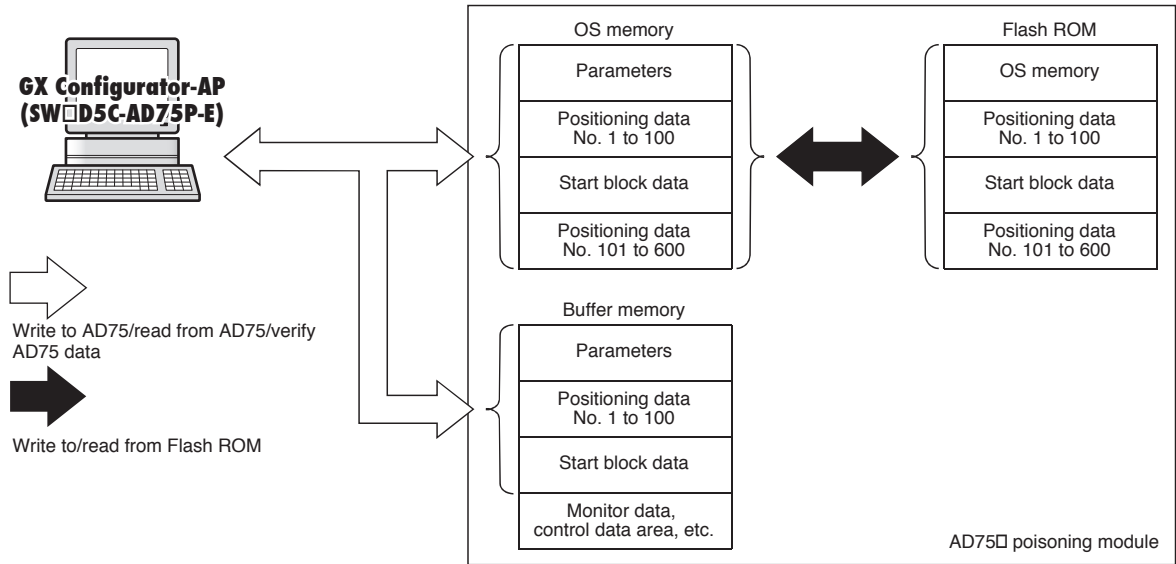 GX Configurator-AP
(SW□D5C-AD75P-E)
Write to AD75/read from AD75/verify
AD75 data
Write to/read from Flash ROM
OS memory
Parameters
Positioning data
No. 1 to 100
Start block data
Positioning data
No. 101 to 600
Flash ROM
OS memory
Positioning data
No. 1 to 100
Start block data
Positioning data
No. 101 to 600
Buffer memory
Parameters
Positioning data
No. 1 to 100
Start block data
Monitor data,
control data area, etc.
AD75□ poisoning module